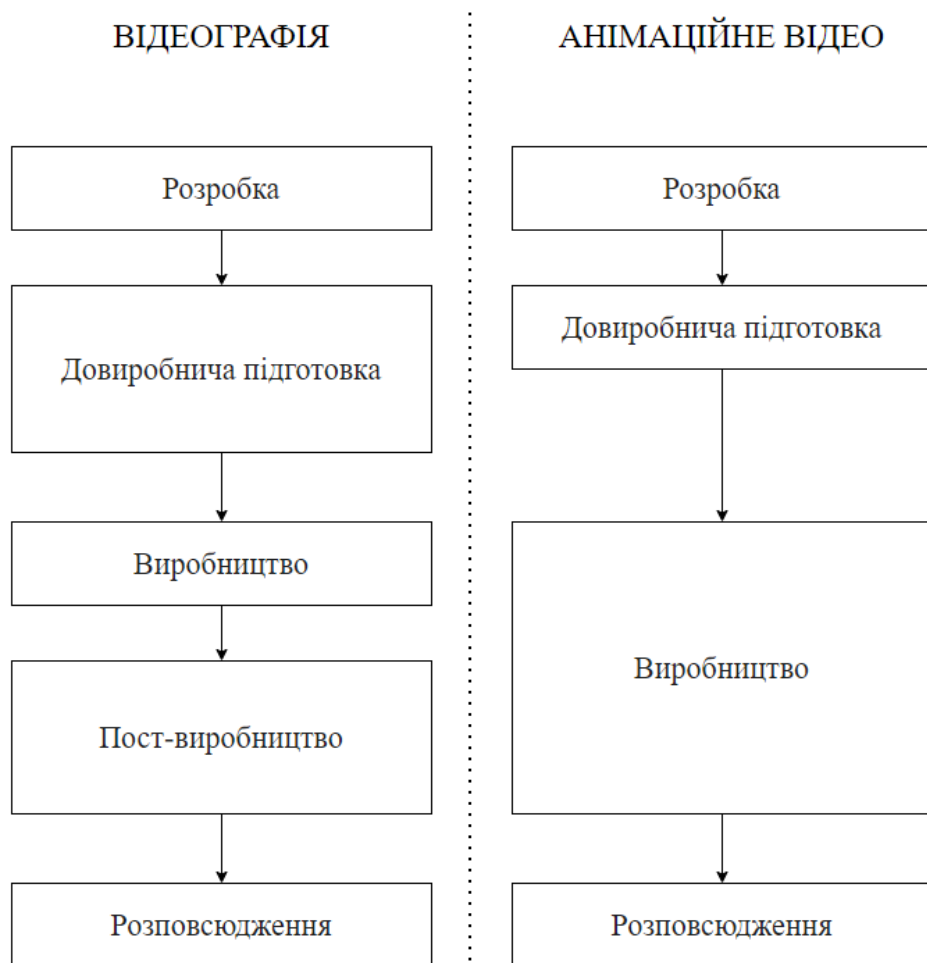 ВІДЕОГРАФІЯ
Розробка
Довиробнича підготовка
Виробництво
Пост-виробництво
Розповсюдження
АНІМАЦІЙНЕ ВІДЕО
Розробка
Довиробнича підготовка
Виробництво
Розповсюдження